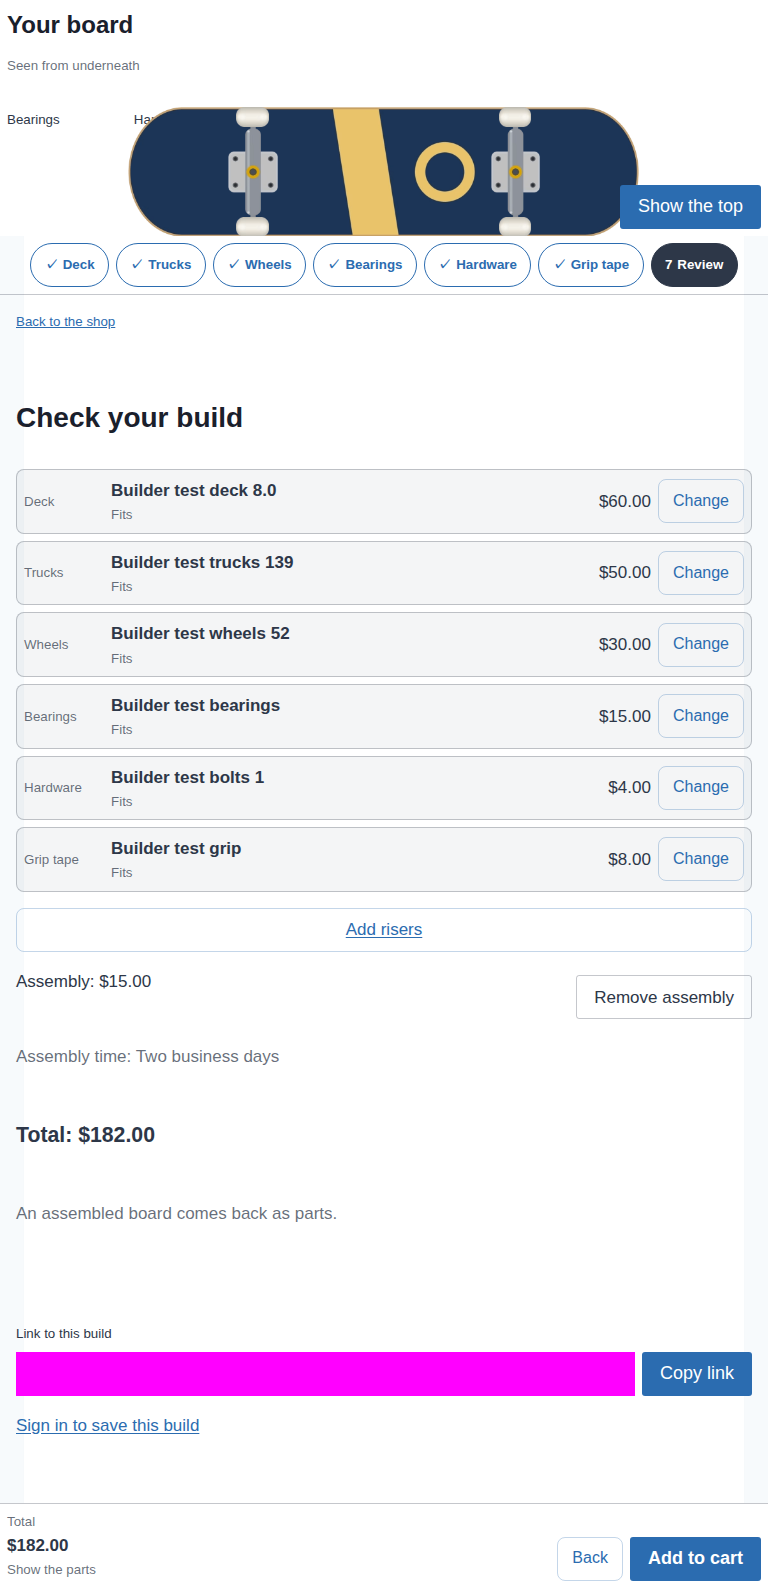 Your board
Seen from underneath
Bearings
Show the top
✓ Deck
✓ Trucks
✓ Wheels
✓ Bearings
✓ Hardware
✓ Grip tape
7 Review
Back to the shop
Check your build
Deck
Builder test deck 8.0
Fits
$60.00
Change
Trucks
Builder test trucks 139
Fits
$50.00
Change
Wheels
Builder test wheels 52
Fits
$30.00
Change
Bearings
Builder test bearings
Fits
$15.00
Change
Hardware
Builder test bolts 1
Fits
$4.00
Change
Grip tape
Builder test grip
Fits
$8.00
Change
Add risers
Assembly: $15.00
Remove assembly
Assembly time: Two business days
Total: $182.00
An assembled board comes back as parts.
Link to this build
Copy link
Sign in to save this build
Total
$182.00
Show the parts
Back
Add to cart